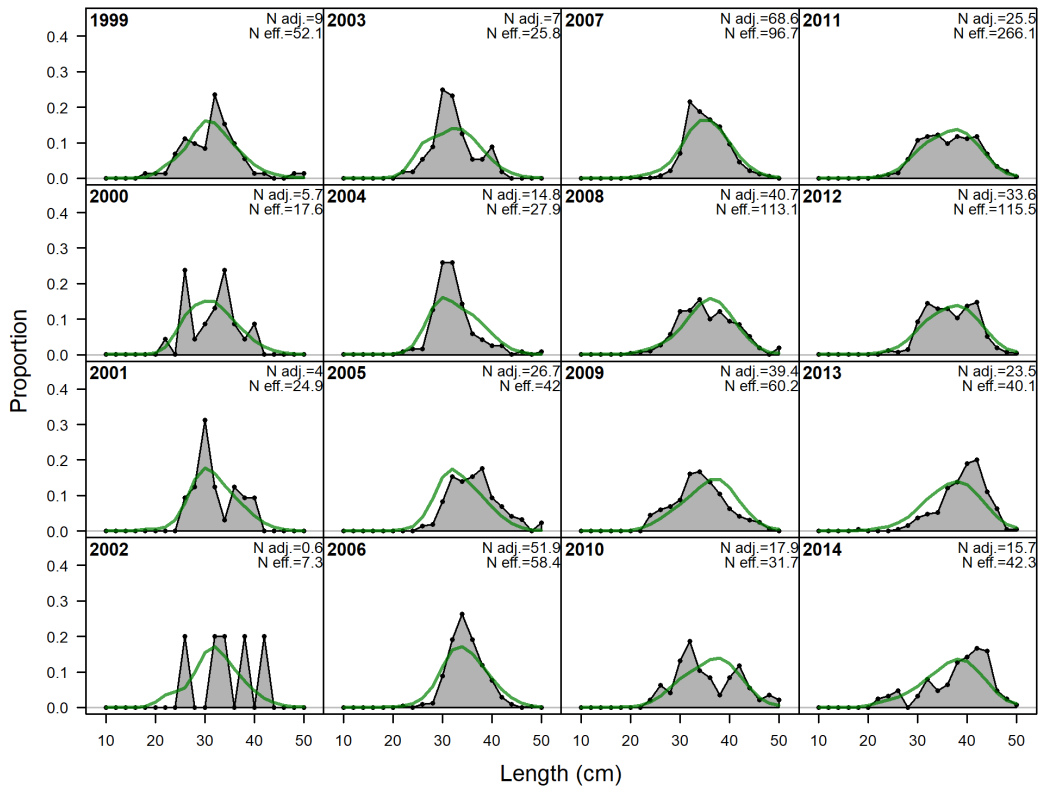 1999 N adj.=9 2003 N adj.=7 2007 N adj.=68.6 2011 N adj.=25.5
N eff.=52.1 N eff.=25.8 N eff.=96.7 N eff.=266.1
0.4
0.3
0.2
0.1
0.0
2000 N adj.=5.7 2004 N adj.=14.8 2008 N adj.=40.7 2012 N adj.=33.6
N eff.=17.6 N eff.=27.9 N eff.=113.1 N eff.=115.5
0.4
0.3
0.2
0.1
0.0
2001 N adj.=4 2005 N adj.=26.7 2009 N adj.=39.4 2013 N adj.=23.5
N eff.=24.9 N eff.=42 N eff.=60.2 N eff.=40.1
0.4
0.3
0.2
0.1
0.0
2002 N adj.=0.6 2006 N adj.=51.9 2010 N adj.=17.9 2014 N adj.=15.7
N eff.=7.3 N eff.=58.4 N eff.=31.7 N eff.=42.3
0.4
0.3
0.2
0.1
0.0
10 20 30 40 50 10 20 30 40 50 10 20 30 40 50 10 20 30 40 50
Proportion
Length (cm)